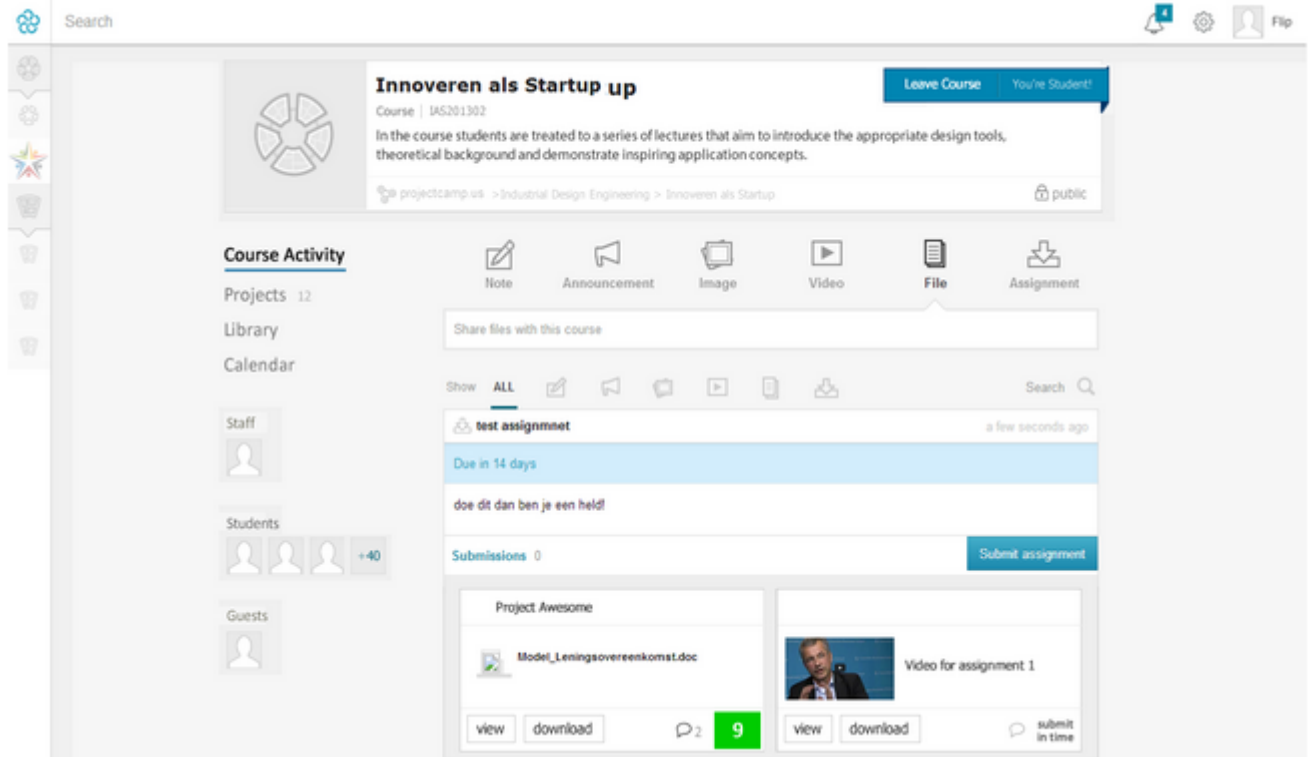 Search
4
Flip
Innoveren als Startup up
Leave Course You're Student!
Course | IAS201302
In the course students are treated to a series of lectures that aim to introduce the appropriate design tools,
theoretical background and demonstrate inspiring application concepts.
projectcamp.us >Industrial Design Engineering > Innoveren als Startup
public
Course Activity
Projects 12
Library
Calendar
Staff
Students
+40
Guests
Note Announcement Image Video File Assignment
Share files with this course
Show ALL Search
test assignmnet a few seconds ago
Due in 14 days
doe dit dan ben je een held!
Submissions 0 Submit assignment
Project Awesome
Model_Leningsovereenkomst.doc
view download 2 9
Video for assignment 1
view download submit
in time